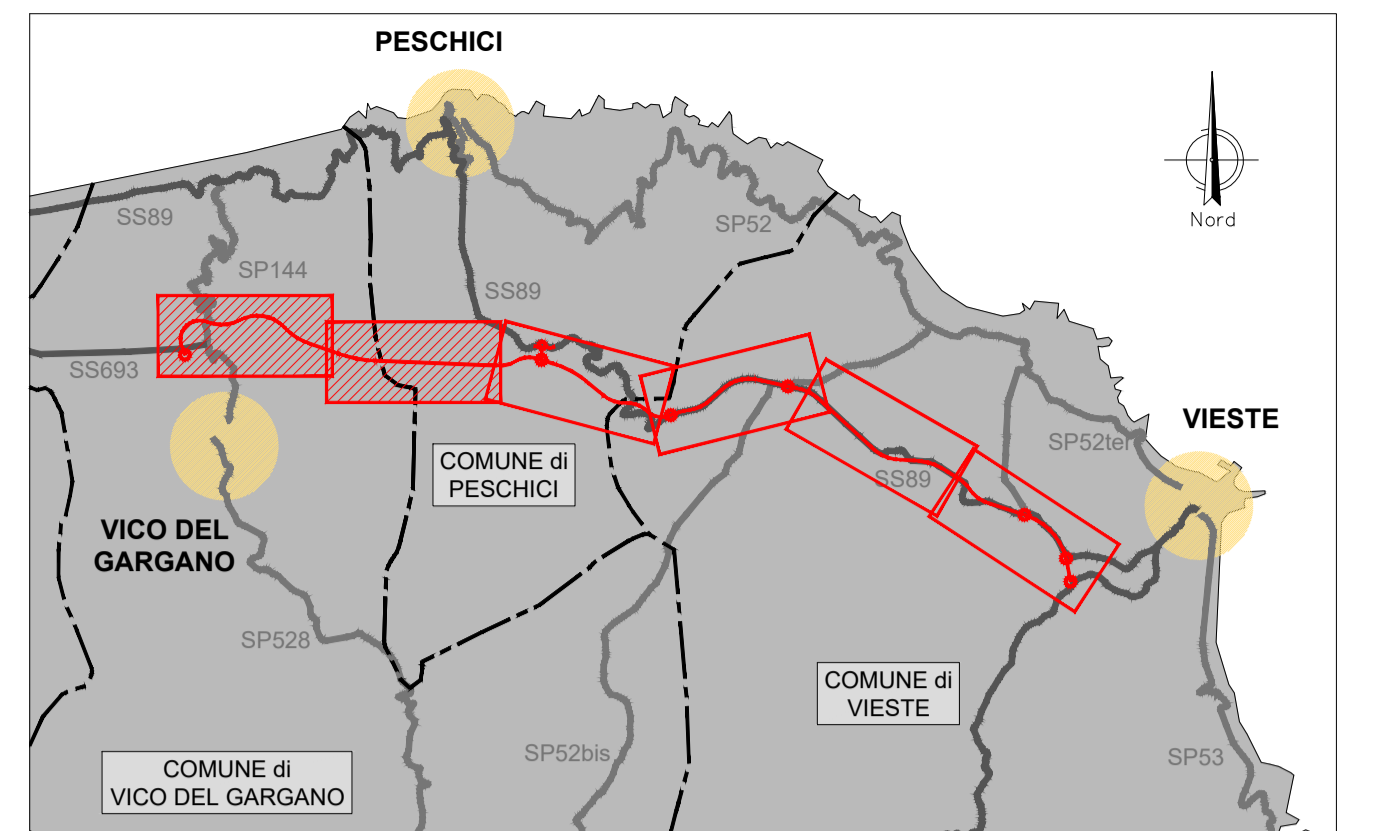 PESCHICI
Nord
SS89
SP52
SP144
SS89
SS693
VIESTE
SP52ter
COMUNE di
PESCHICI
SS89
VICO DEL
GARGANO
SP528
COMUNE di
VIESTE
SP52bis
SP53
COMUNE di
VICO DEL GARGANO